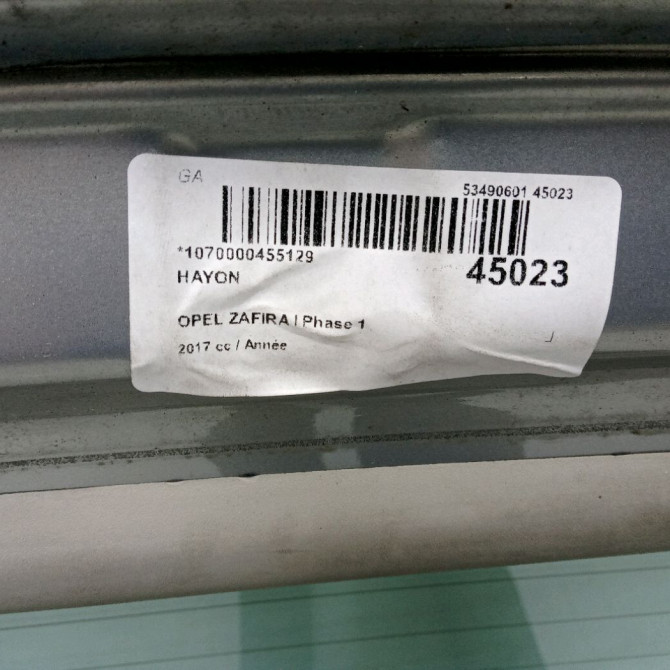 GA
53490601 45023
*1070000455129
45023
HAYON
OPEL ZAFIRA I Phase 1
2017 cc / Année